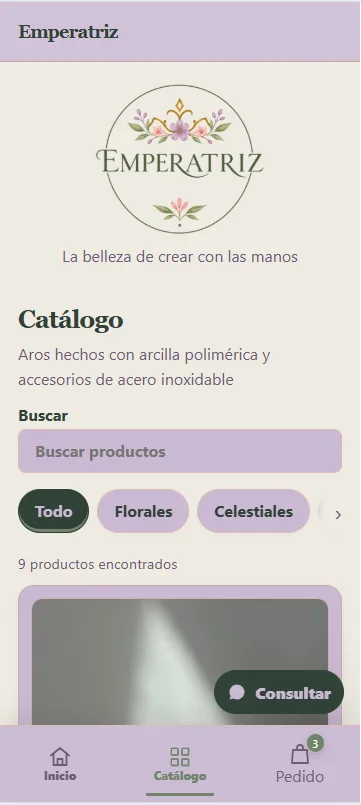 Emperatriz
EMPERATRIZ
La belleza de crear con las manos
Catálogo
Aros hechos con arcilla polimérica y
accesorios de acero inoxidable
Buscar
Buscar productos
Todo
Florales
Celestiales
9 productos encontrados
Consultar
3
Inicio
Catálogo
Pedido